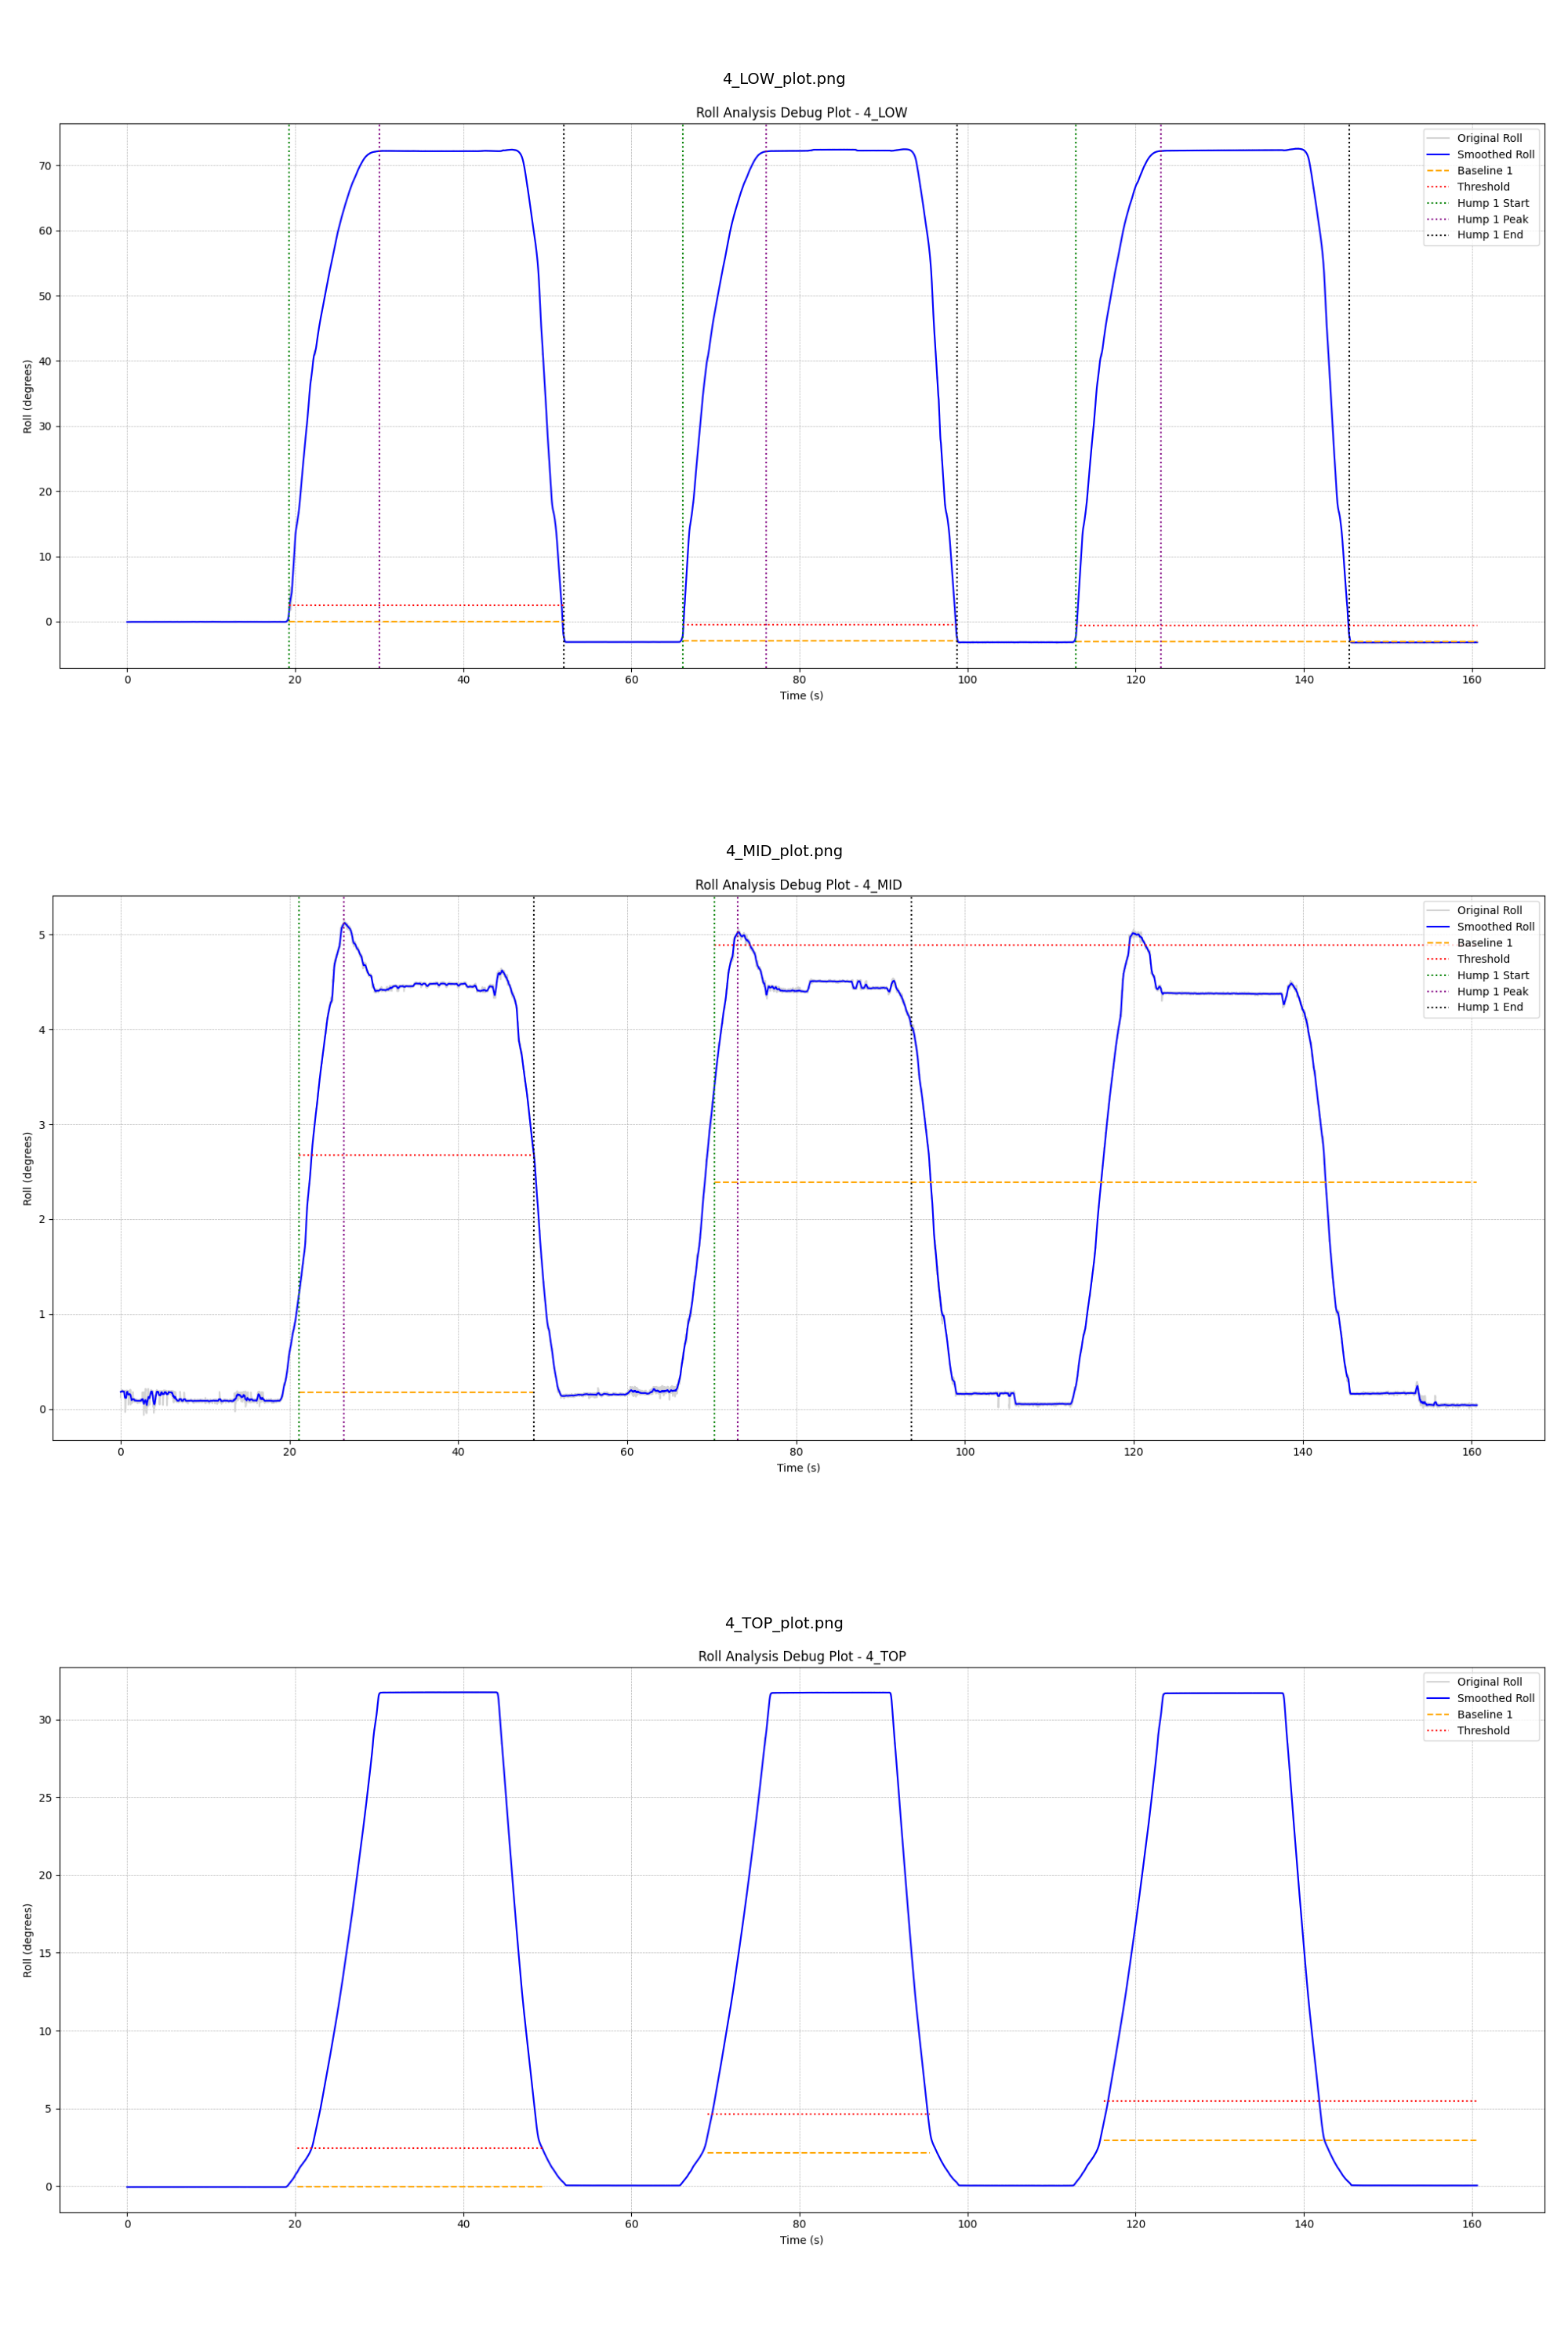 4_LOW_plot.png
Roll Analysis Debug Plot - 4_LOW
Original Roll
Smoothed Roll
Baseline 1
Threshold
Hump 1 Start
Hump 1 Peak
Hump 1 End
70
60
50
40
30
20
10
0
Roll (degrees)
0 20 40 60 80 100 120 140 160
Time (s)
4_MID_plot.png
Roll Analysis Debug Plot - 4_MID
Original Roll
Smoothed Roll
Baseline 1
Threshold
Hump 1 Start
Hump 1 Peak
Hump 1 End
5
4
3
2
1
0
Roll (degrees)
0 20 40 60 80 100 120 140 160
Time (s)
4_TOP_plot.png
Roll Analysis Debug Plot - 4_TOP
Original Roll
Smoothed Roll
Baseline 1
Threshold
30
25
20
15
10
5
0
Roll (degrees)
0 20 40 60 80 100 120 140 160
Time (s)